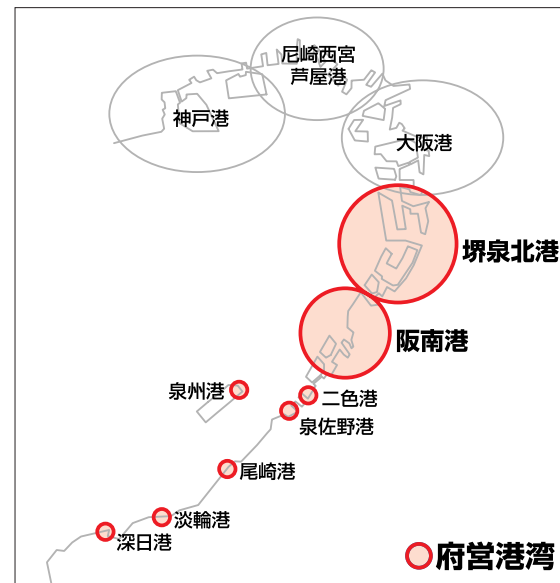 尼崎西宮
芦屋港
神戸港
大阪港
堺泉北港
阪南港
泉州港
二色港
泉佐野港
尾崎港
淡輪港
深日港
府営港湾